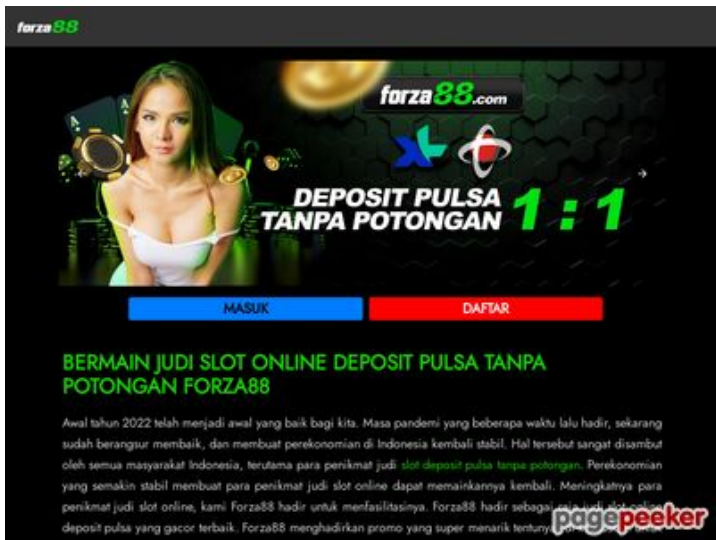 forza88
forza88.com
XL
DEPOSIT PULSA
TANPA POTONGAN 1 : 1
MASUK
DAFTAR
BERMAIN JUDI SLOT ONLINE DEPOSIT PULSA TANPA
POTONGAN FORZA88
Awal tahun 2022 telah menjadi awal yang baik bagi kita. Masa pandemi yang beberapa waktu lalu hadir, sekarang
sudah berangsur membaik, dan membuat perekonomian di Indonesia kembali stabil. Hal tersebut sangat disambut
oleh semua masyarakat Indonesia, terutama para penikmat judi slot deposit pulsa tanpa potongan. Perekonomian
yang semakin stabil membuat para penikmat judi slot online dapat memainkannya kembali. Meningkatnya para
penikmat judi slot online, kami Forza88 hadir untuk menfasilitasinya. Forza88 hadir sebagai raja judi slot online
deposit pulsa yang gacor terbaik. Forza88 menghadirkan promo yang super menarik
pagepeeker